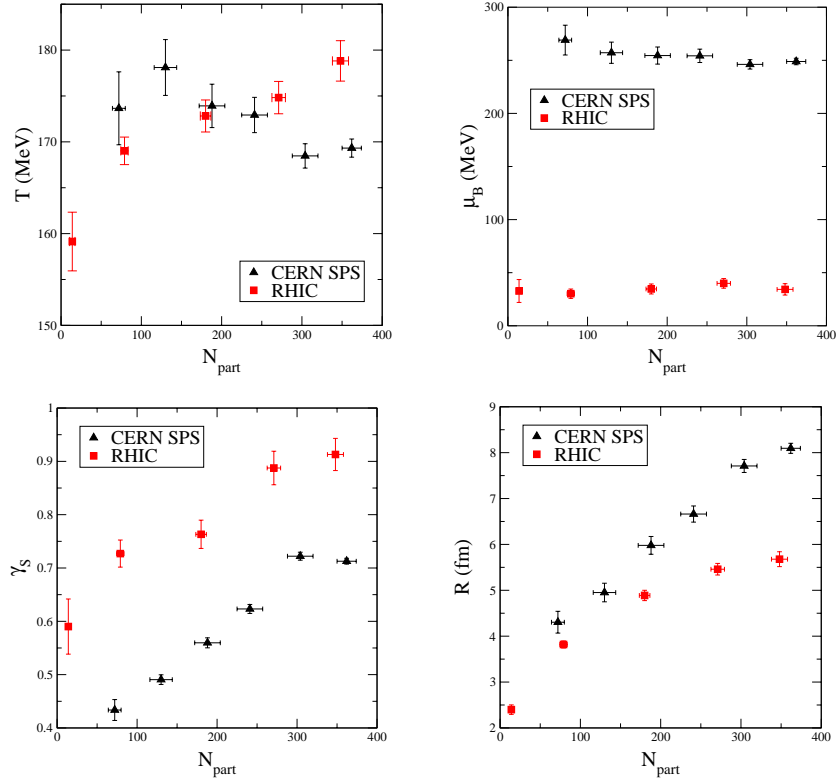 180
170
160
150
T (MeV)
0
100
200
300
400
N_part
CERN SPS
RHIC
300
200
100
0
μ_B (MeV)
0
100
200
300
400
N_part
CERN SPS
RHIC
1
0.9
0.8
0.7
0.6
0.5
0.4
γ_S
0
100
200
300
400
N_part
CERN SPS
RHIC
9
8
7
6
5
4
3
2
R (fm)
0
100
200
300
400
N_part
CERN SPS
RHIC